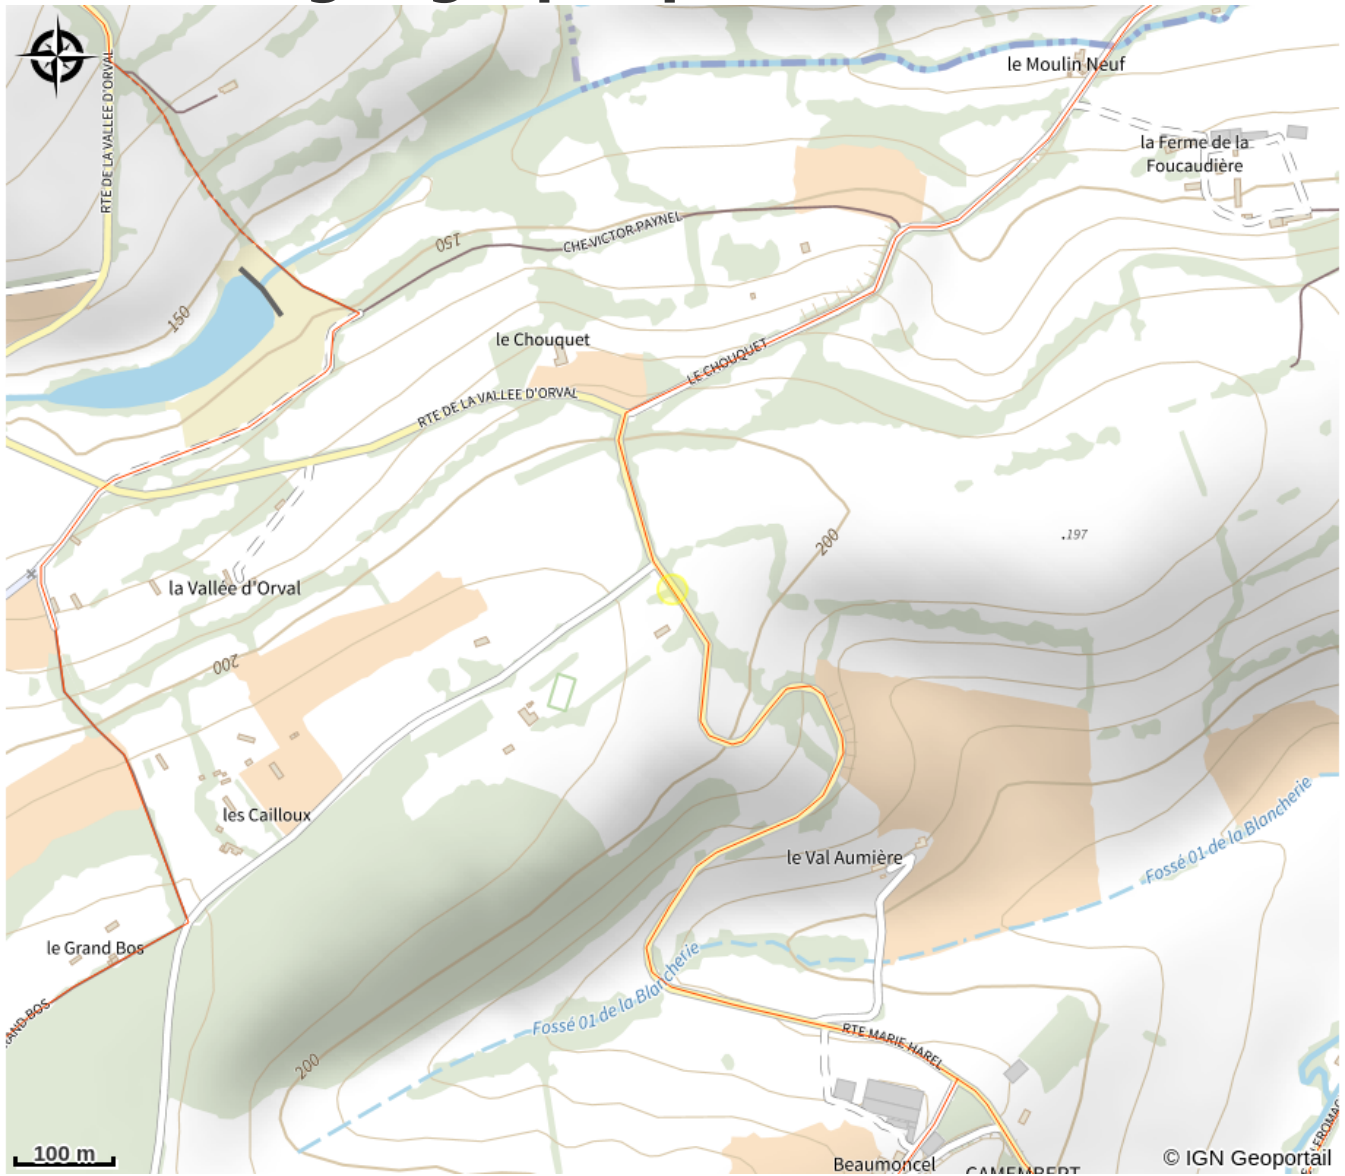 le Moulin Neuf
RTE DE LA VALLEE D'ORVAL
la Ferme de la
Foucaudière
150
CHE VICTOR PAYNEL
150
le Chouquet
LE CHOUQUET
RTE DE LA VALLEE D'ORVAL
200
.197
la Vallée d'Orval
200
les Cailloux
Fossé 01 de la Blancherie
le Val Aumière
le Grand Bos
Fossé 01 de la Blancherie
RTE MARIE HAREL
200
100 m
Beaumoncel
CAMEMBERT
© IGN Geoportail